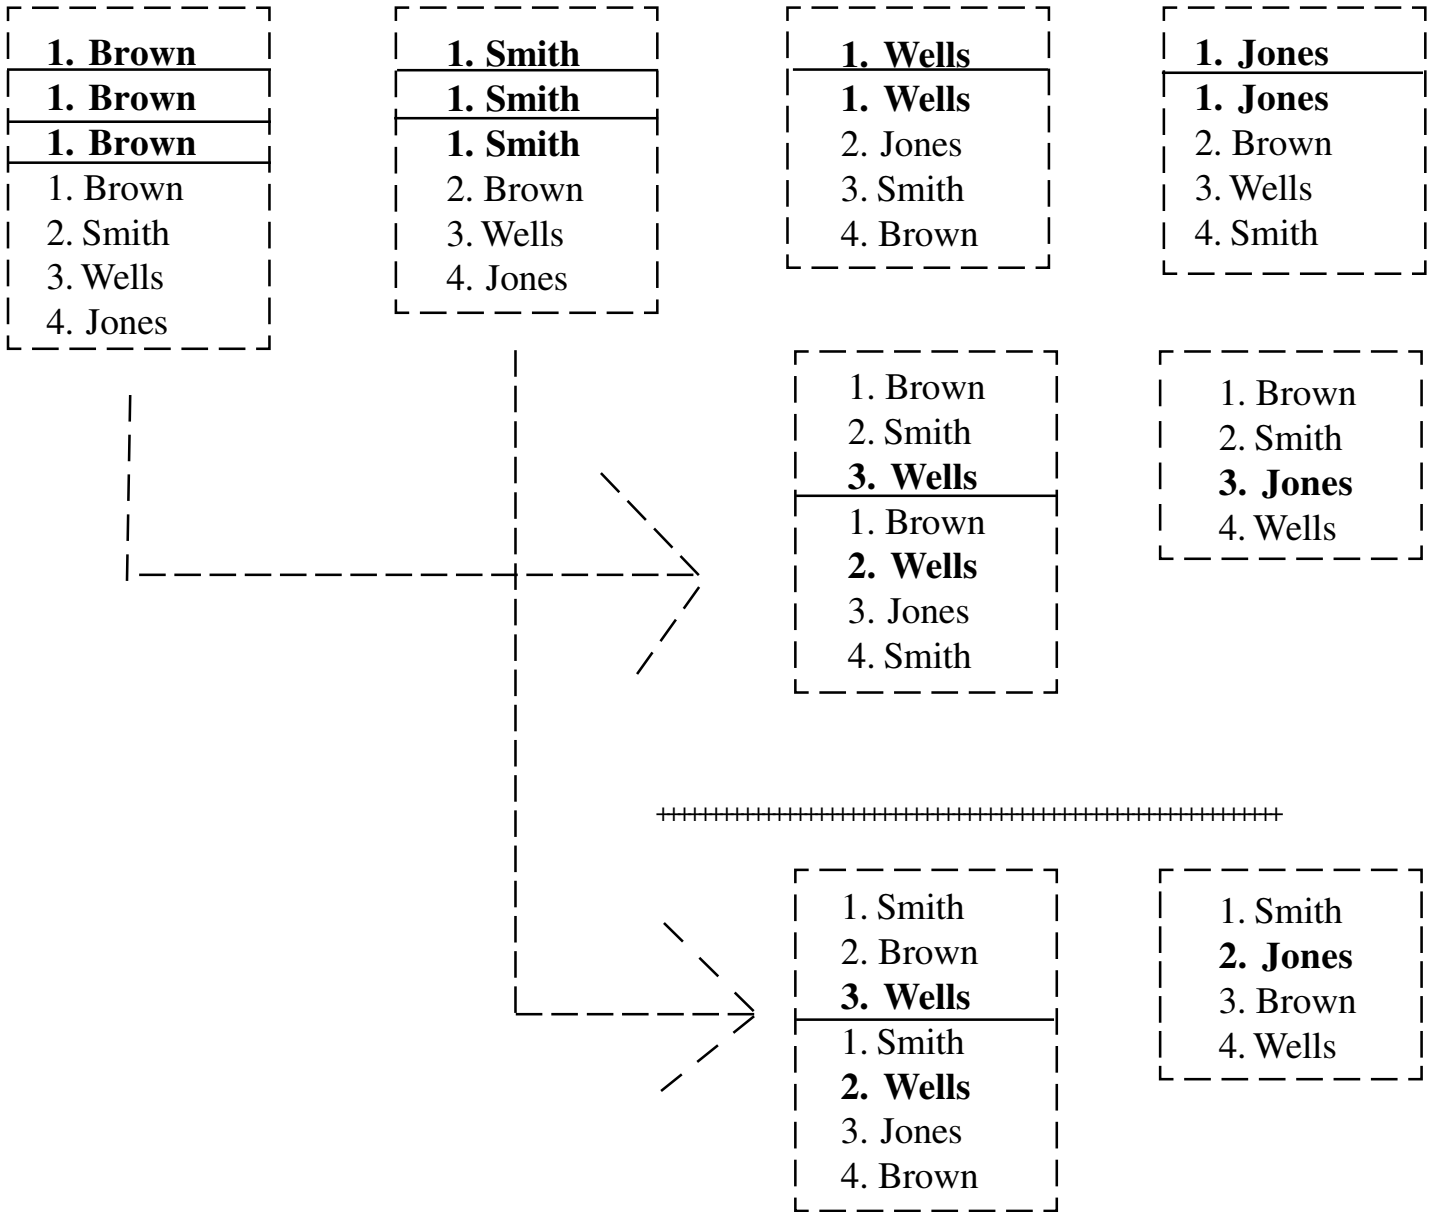 1. Brown
1. Brown
1. Brown
1. Brown
2. Smith
3. Wells
4. Jones
1. Smith
1. Smith
1. Smith
2. Brown
3. Wells
4. Jones
1. Wells
1. Wells
2. Jones
3. Smith
4. Brown
1. Jones
1. Jones
2. Brown
3. Wells
4. Smith
1. Brown
2. Smith
3. Wells
1. Brown
2. Wells
3. Jones
4. Smith
1. Brown
2. Smith
3. Jones
4. Wells
1. Smith
2. Brown
3. Wells
1. Smith
2. Wells
3. Jones
4. Brown
1. Smith
2. Jones
3. Brown
4. Wells